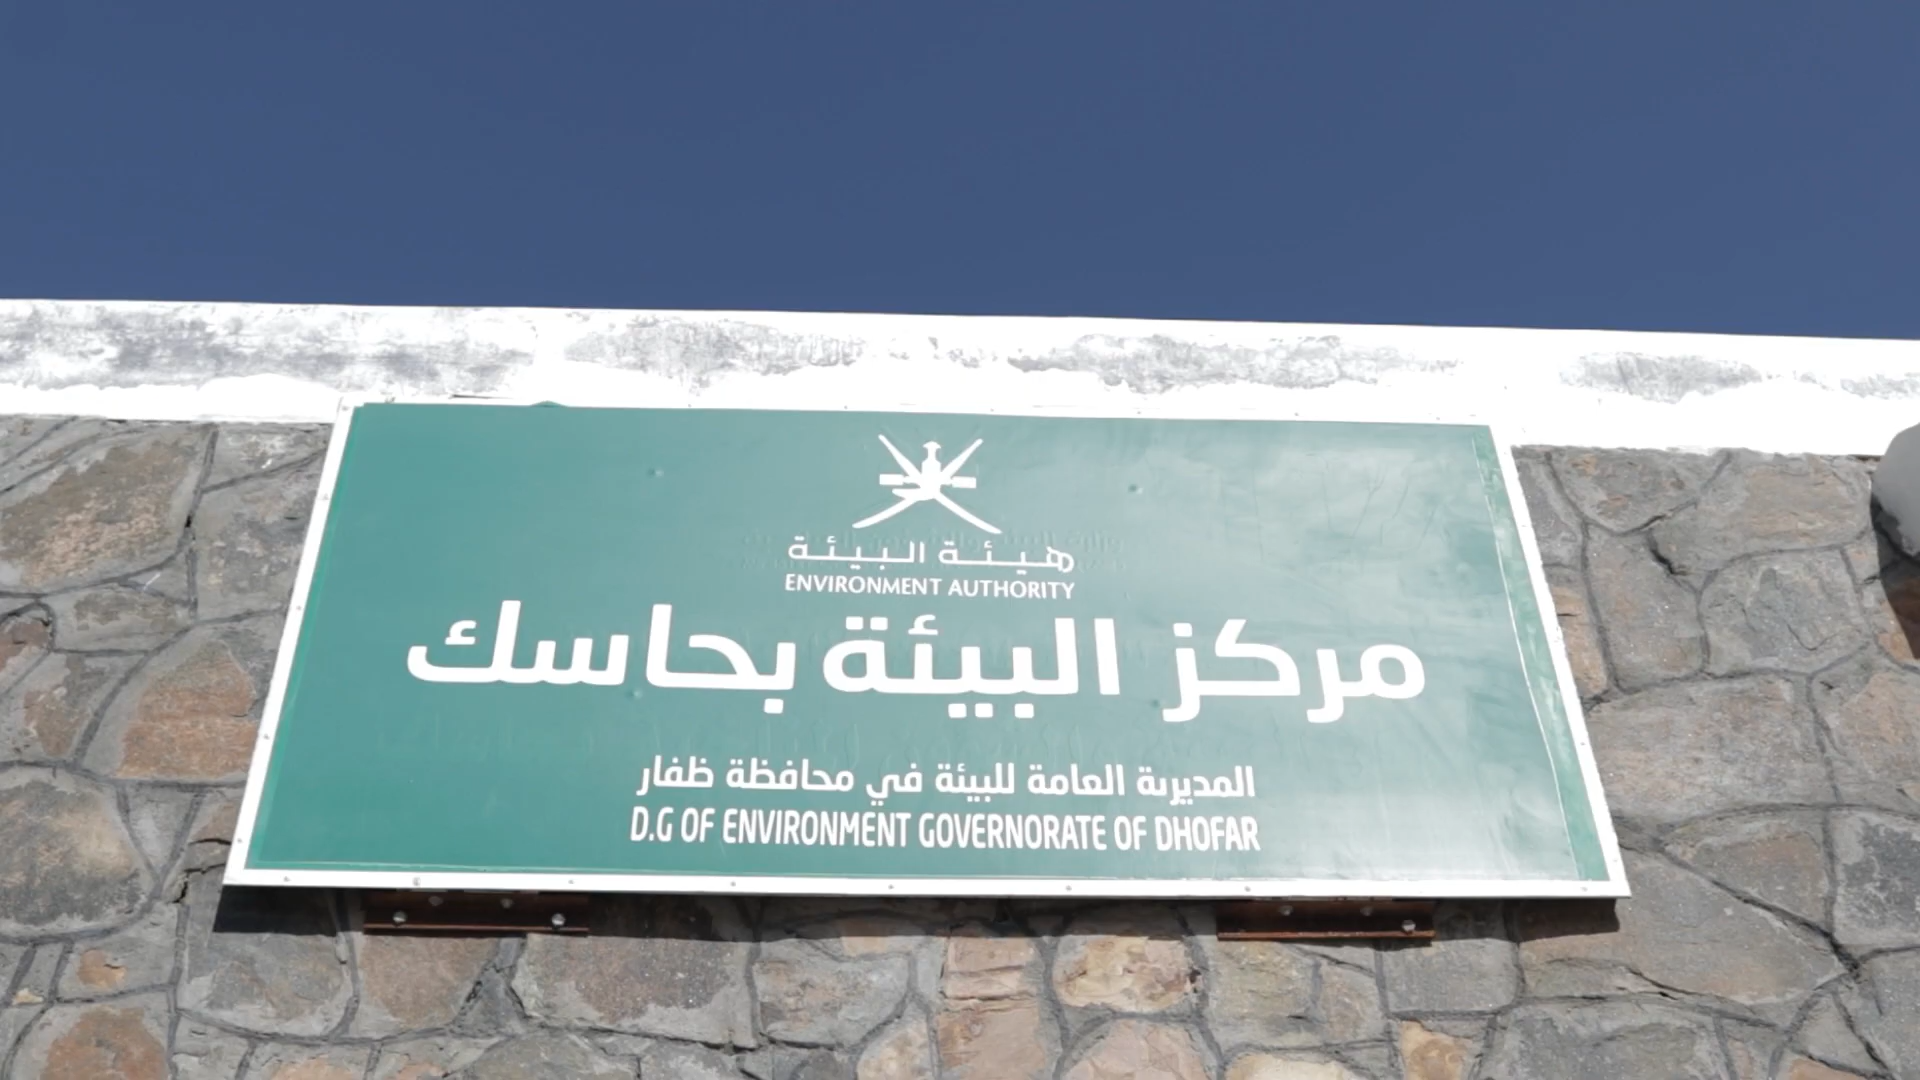 هيئة البيئة
ENVIRONMENT AUTHORITY
مركز البيئة بحاسك
المديرية العامة للبيئة في محافظة ظفار
D.G OF ENVIRONMENT GOVERNORATE OF DHOFAR